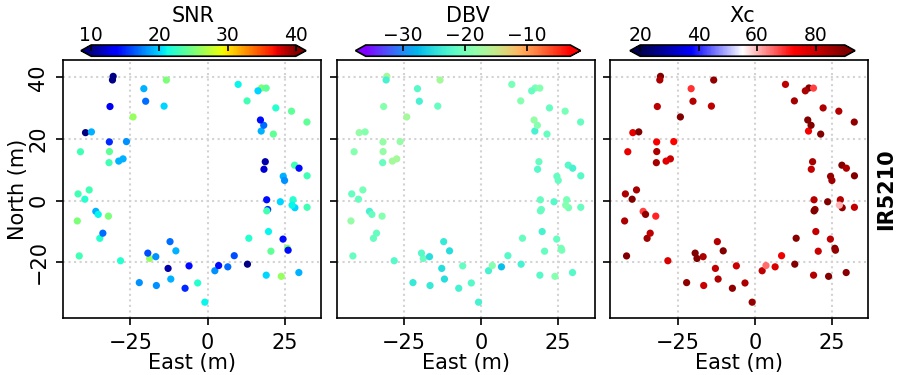 SNR DBV Xc
10 20 30 40 −30 −20 −10 20 40 60 80
40
20
0
−20
North (m)
−25 0 25 −25 0 25 −25 0 25
East (m) East (m) East (m)
IR5210